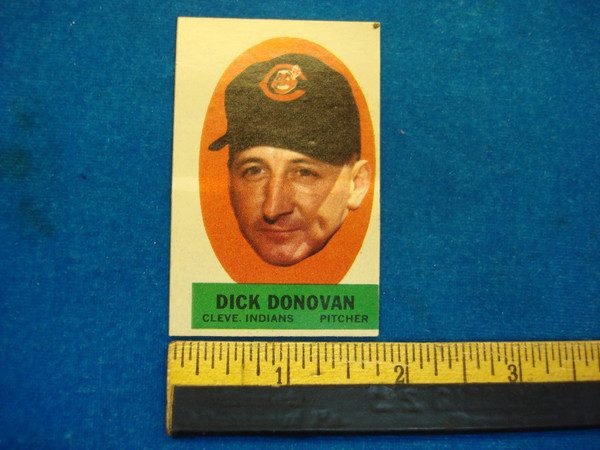 C
DICK DONOVAN
CLEVE. INDIANS PITCHER
1 2 3